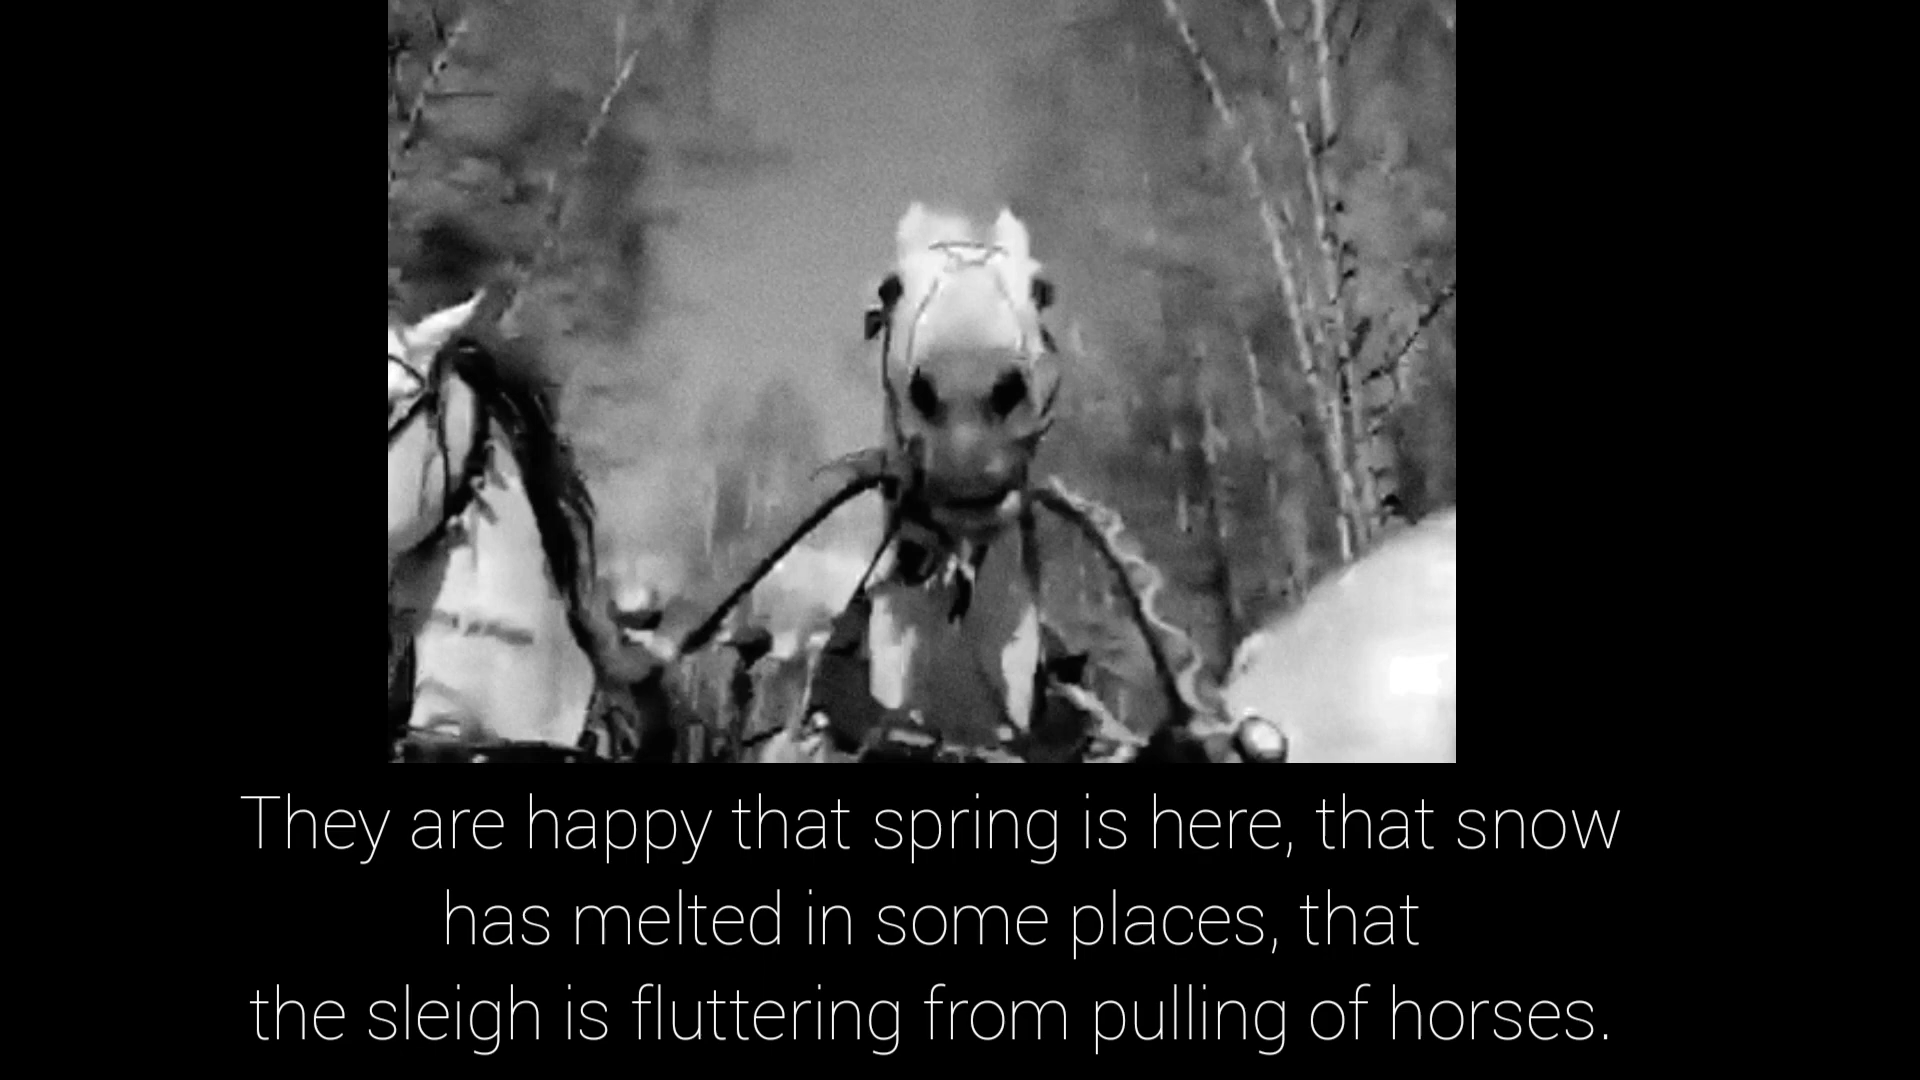 They are happy that spring is here, that snow
has melted in some places, that
the sleigh is fluttering from pulling of horses.